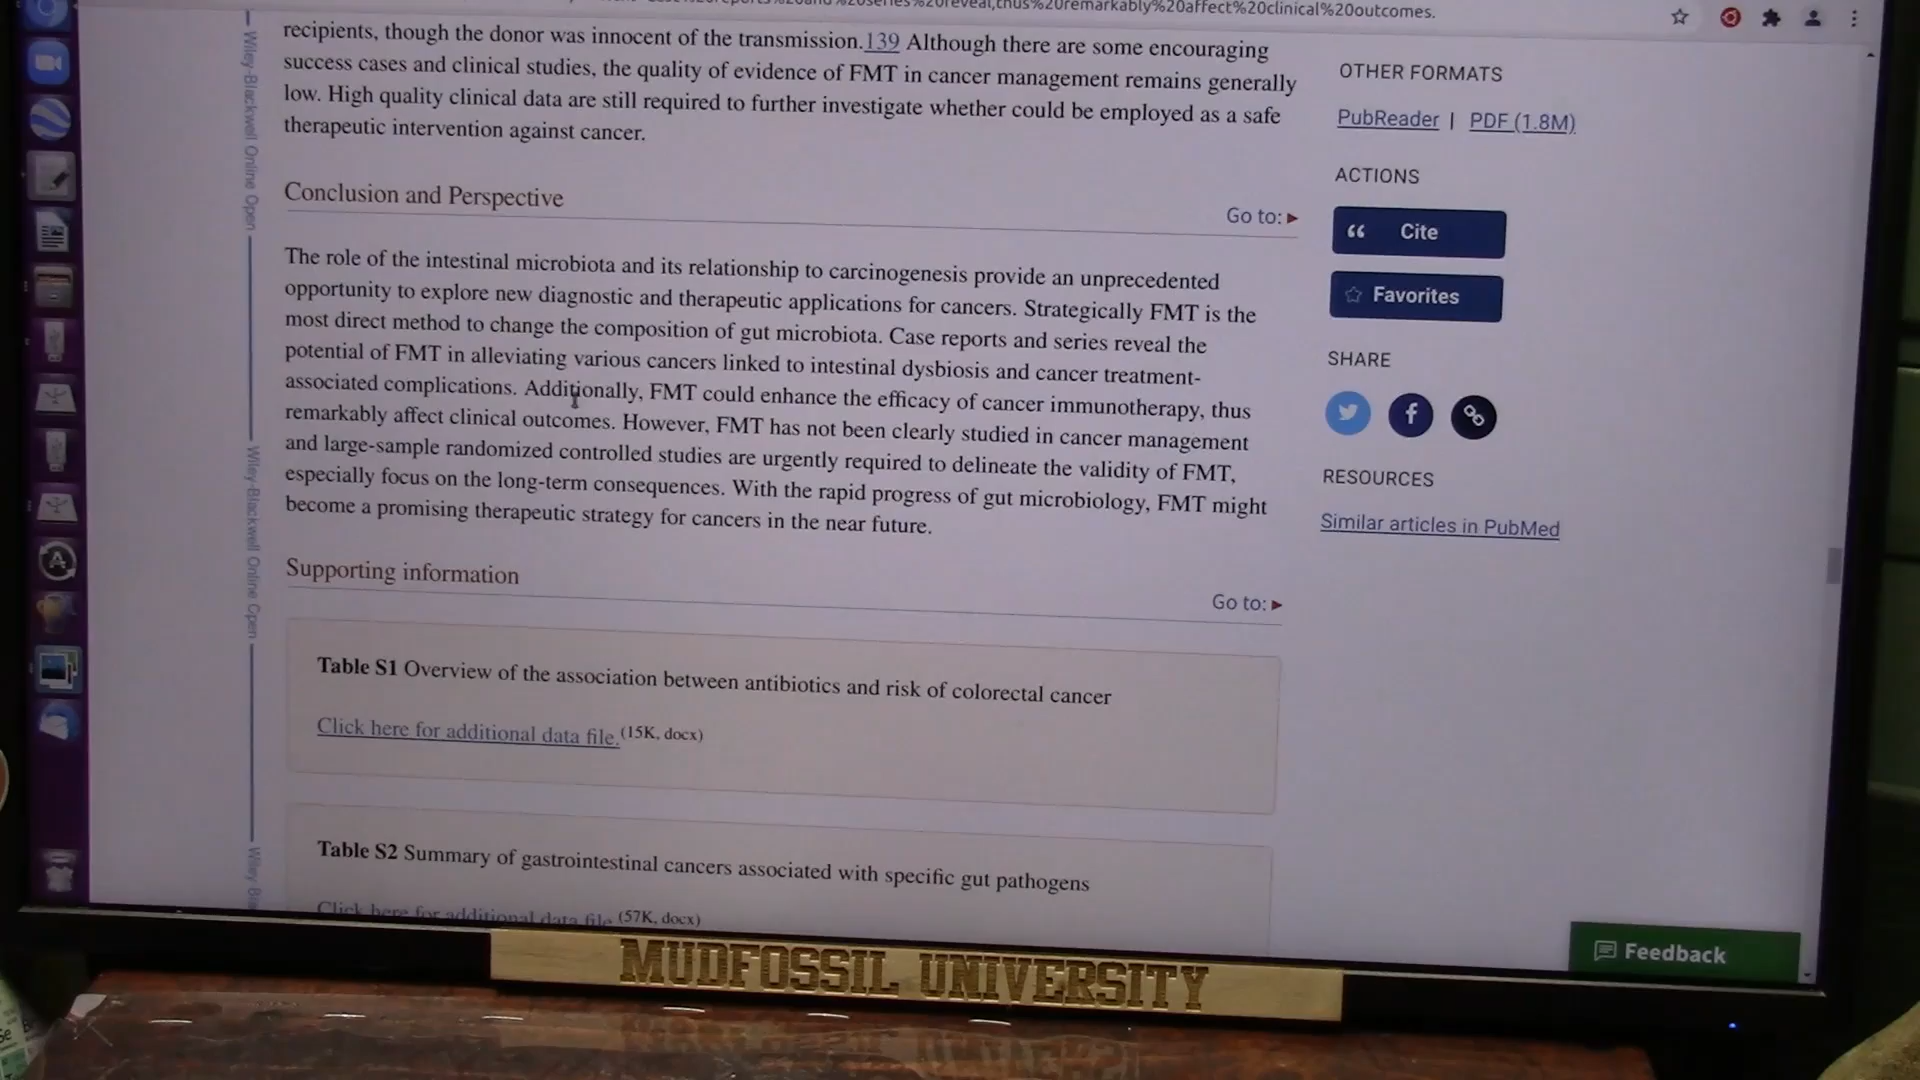 20remarkably%20affect%20clinical%20outcomes.
recipients, though the donor was innocent of the transmission.139 Although there are some encouraging
success cases and clinical studies, the quality of evidence of FMT in cancer management remains generally
low. High quality clinical data are still required to further investigate whether could be employed as a safe
therapeutic intervention against cancer.
Conclusion and Perspective
Go to:
The role of the intestinal microbiota and its relationship to carcinogenesis provide an unprecedented
opportunity to explore new diagnostic and therapeutic applications for cancers. Strategically FMT is the
most direct method to change the composition of gut microbiota. Case reports and series reveal the
potential of FMT in alleviating various cancers linked to intestinal dysbiosis and cancer treatment-
associated complications. Additionally, FMT could enhance the efficacy of cancer immunotherapy, thus
remarkably affect clinical outcomes. However, FMT has not been clearly studied in cancer management
and large-sample randomized controlled studies are urgently required to delineate the validity of FMT,
especially focus on the long-term consequences. With the rapid progress of gut microbiology, FMT might
become a promising therapeutic strategy for cancers in the near future.
Supporting information
Go to:
Table S1 Overview of the association between antibiotics and risk of colorectal cancer
Click here for additional data file.(15K, docx)
Table S2 Summary of gastrointestinal cancers associated with specific gut pathogens
Click here for additional data file.(57K, docx)
Wiley-Blackwell Online Open
Wiley-Blackwell Online Open
OTHER FORMATS
PubReader | PDF (1.8M)
ACTIONS
Cite
Favorites
SHARE
RESOURCES
Similar articles in PubMed
Feedback
MUDFOSSIL UNIVERSITY